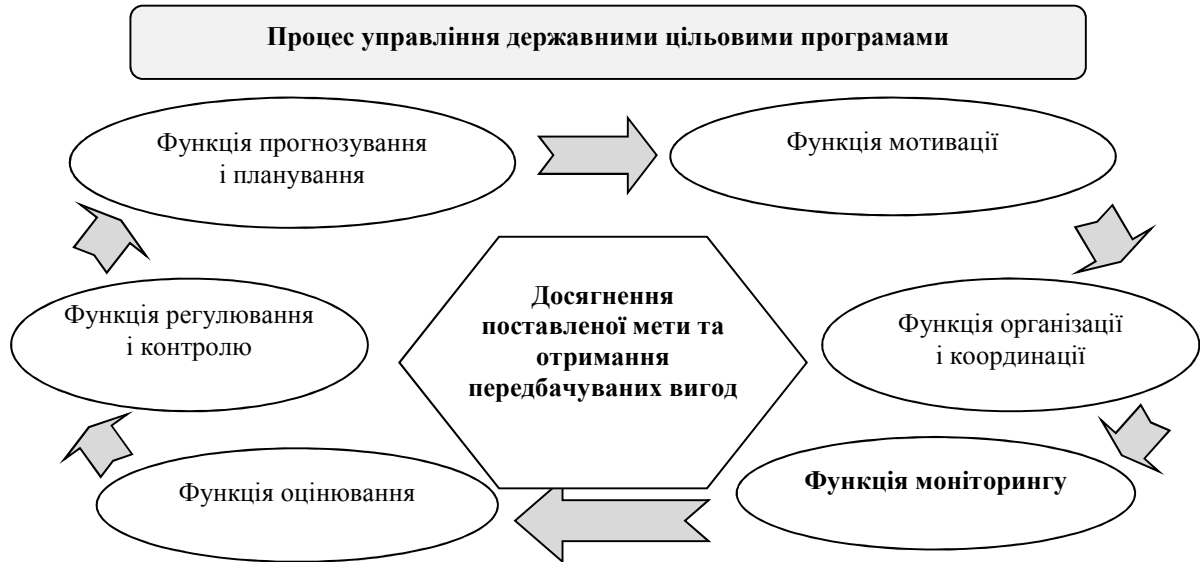 Процес управління державними цільовими програмами
Функція прогнозування
і планування
Функція мотивації
Функція регулювання
і контролю
Досягнення
поставленої мети та
отримання
передбачуваних вигод
Функція організації
і координації
Функція оцінювання
Функція моніторингу